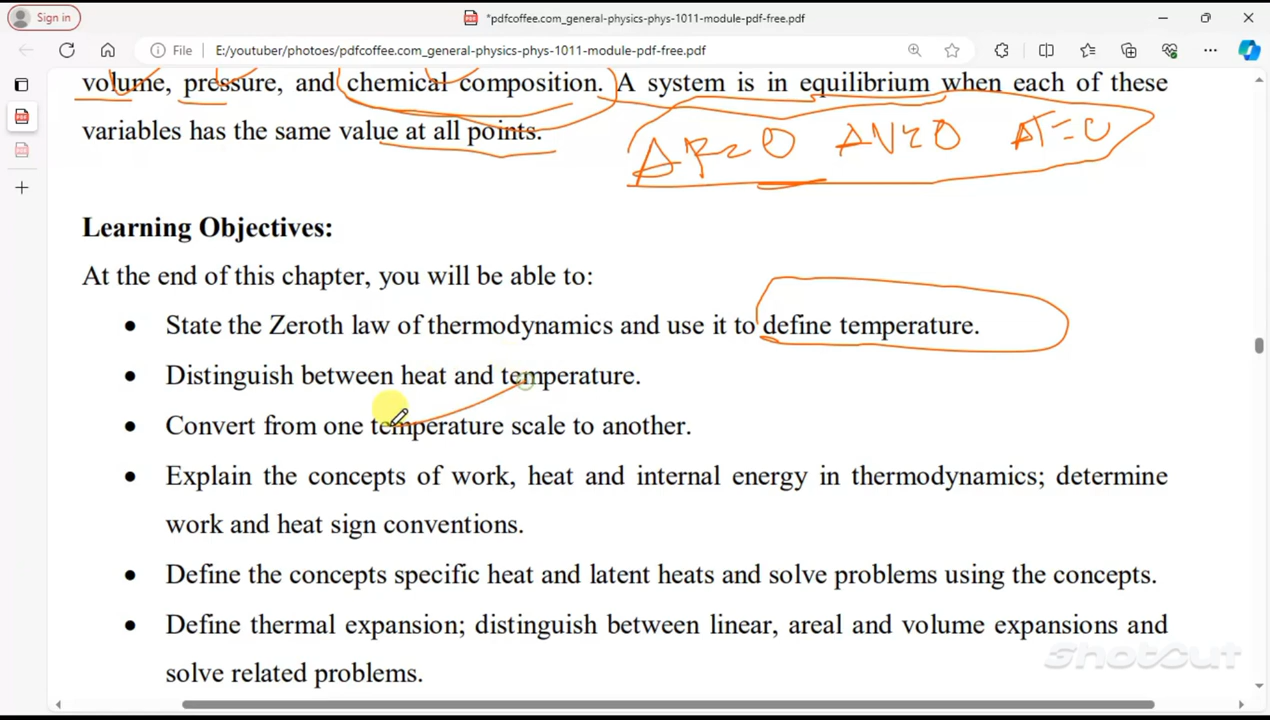 Sign in
*pdfcoffee.com_general-physics-phys-1011-module-pdf-free.pdf
File E:/youtuber/photoes/pdfcoffee.com_general-physics-phys-1011-module-pdf-free.pdf
volume, pressure, and chemical composition. A system is in equilibrium when each of these
variables has the same value at all points.
ΔT=0
Learning Objectives:
At the end of this chapter, you will be able to:
• State the Zeroth law of thermodynamics and use it to define temperature.
• Distinguish between heat and temperature.
• Convert from one temperature scale to another.
• Explain the concepts of work, heat and internal energy in thermodynamics; determine
work and heat sign conventions.
• Define the concepts specific heat and latent heats and solve problems using the concepts.
• Define thermal expansion; distinguish between linear, areal and volume expansions and
solve related problems.
shotcut